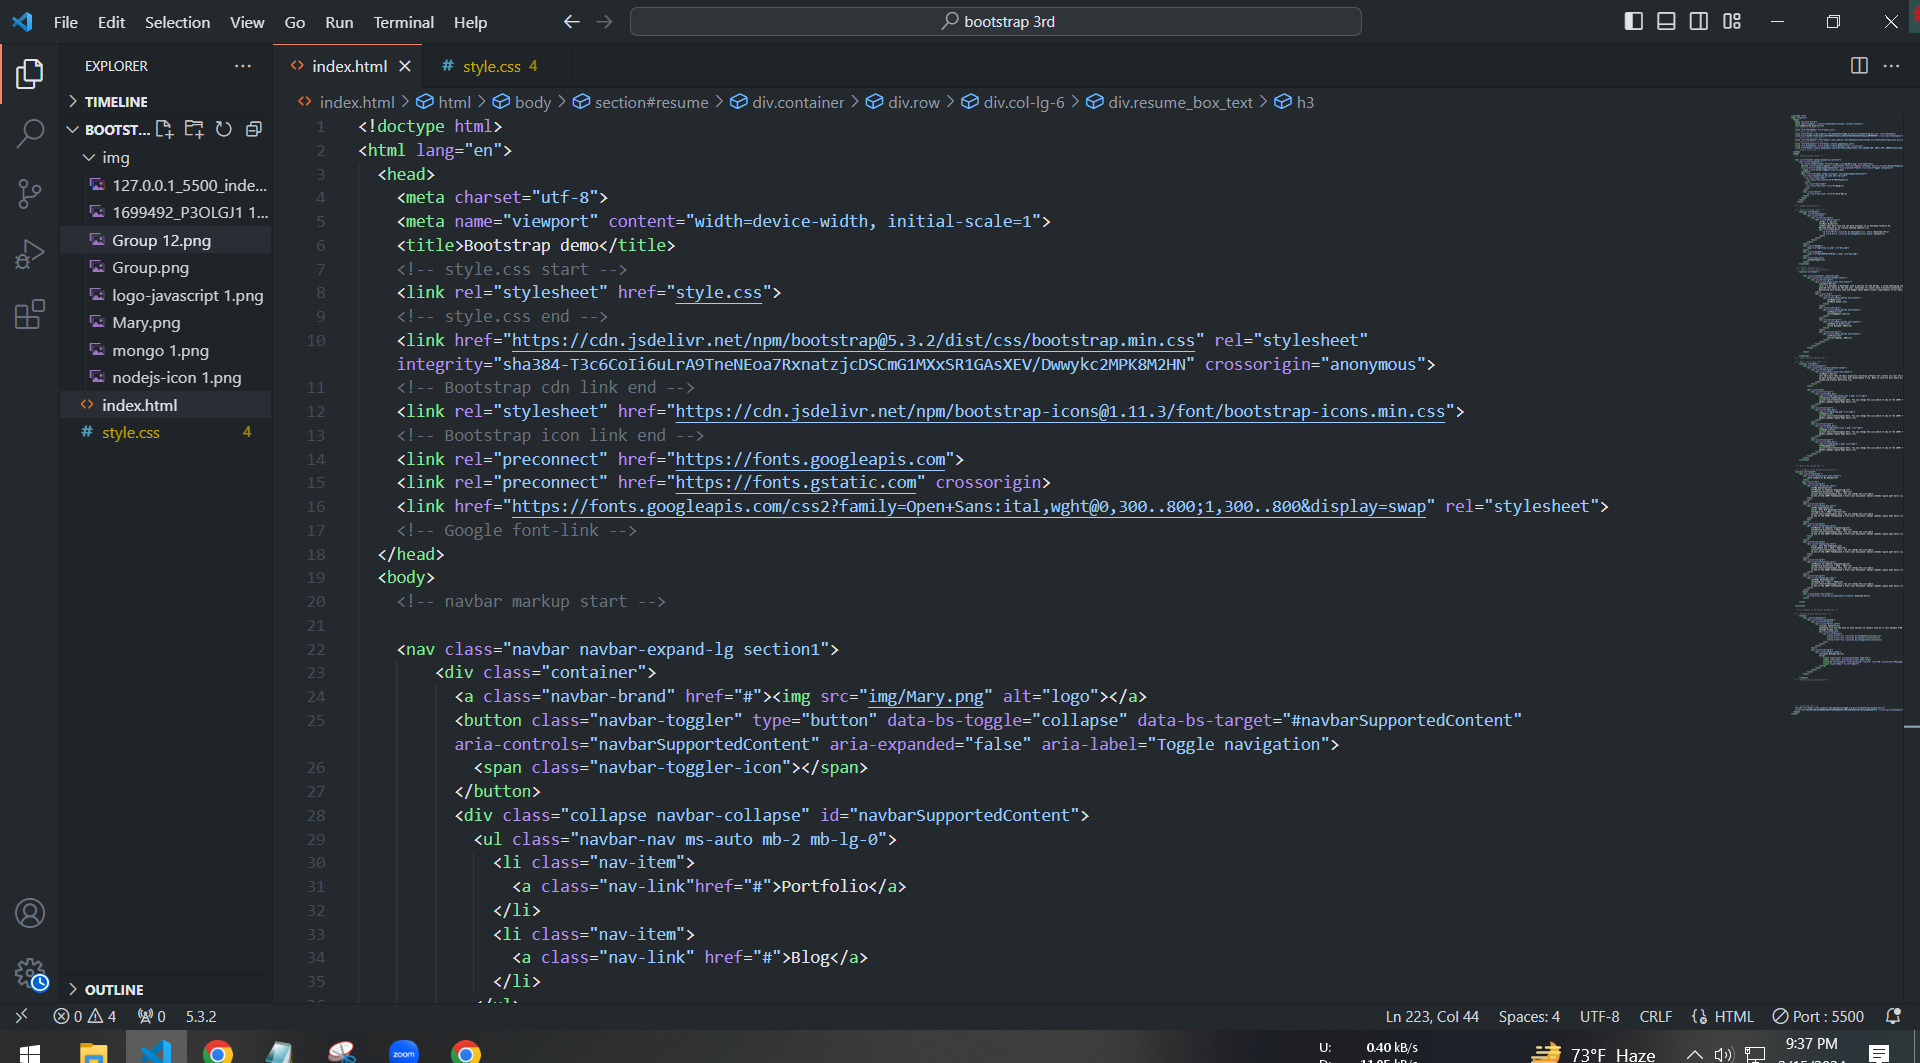 File Edit Selection View Go Run Terminal Help
bootstrap 3rd
EXPLORER
TIMELINE
BOOTST...
img
127.0.0.1_5500_inde...
1699492_P3OLGJ1 1...
Group 12.png
Group.png
logo-javascript 1.png
Mary.png
mongo 1.png
nodejs-icon 1.png
index.html
style.css 4
OUTLINE
index.html
style.css 4
index.html html body section#resume div.container div.row div.col-lg-6 div.resume_box_text h3
1 <!doctype html>
2 <html lang="en">
3 <head>
4 <meta charset="utf-8">
5 <meta name="viewport" content="width=device-width, initial-scale=1">
6 <title>Bootstrap demo</title>
7 <!-- style.css start -->
8 <link rel="stylesheet" href="style.css">
9 <!-- style.css end -->
10 <link href="https://cdn.jsdelivr.net/npm/bootstrap@5.3.2/dist/css/bootstrap.min.css" rel="stylesheet"
integrity="sha384-T3c6CoIi6uLrA9TneNEoa7RxnatzjcDSCmG1MXxSR1GAsXEV/Dwwykc2MPK8M2HN" crossorigin="anonymous">
11 <!-- Bootstrap cdn link end -->
12 <link rel="stylesheet" href="https://cdn.jsdelivr.net/npm/bootstrap-icons@1.11.3/font/bootstrap-icons.min.css">
13 <!-- Bootstrap icon link end -->
14 <link rel="preconnect" href="https://fonts.googleapis.com">
15 <link rel="preconnect" href="https://fonts.gstatic.com" crossorigin>
16 <link href="https://fonts.googleapis.com/css2?family=Open+Sans:ital,wght@0,300..800;1,300..800&display=swap" rel="stylesheet">
17 <!-- Google font-link -->
18 </head>
19 <body>
20 <!-- navbar markup start -->
21
22 <nav class="navbar navbar-expand-lg section1">
23 <div class="container">
24 <a class="navbar-brand" href="#"><img src="img/Mary.png" alt="logo"></a>
25 <button class="navbar-toggler" type="button" data-bs-toggle="collapse" data-bs-target="#navbarSupportedContent"
aria-controls="navbarSupportedContent" aria-expanded="false" aria-label="Toggle navigation">
26 <span class="navbar-toggler-icon"></span>
27 </button>
28 <div class="collapse navbar-collapse" id="navbarSupportedContent">
29 <ul class="navbar-nav ms-auto mb-2 mb-lg-0">
30 <li class="nav-item">
31 <a class="nav-link"href="#">Portfolio</a>
32 </li>
33 <li class="nav-item">
34 <a class="nav-link" href="#">Blog</a>
35 </li>
0 4 0 5.3.2
Ln 223, Col 44 Spaces: 4 UTF-8 CRLF HTML Port : 5500
zoom
U: 0.40 kB/s
73°F Haze
9:37 PM